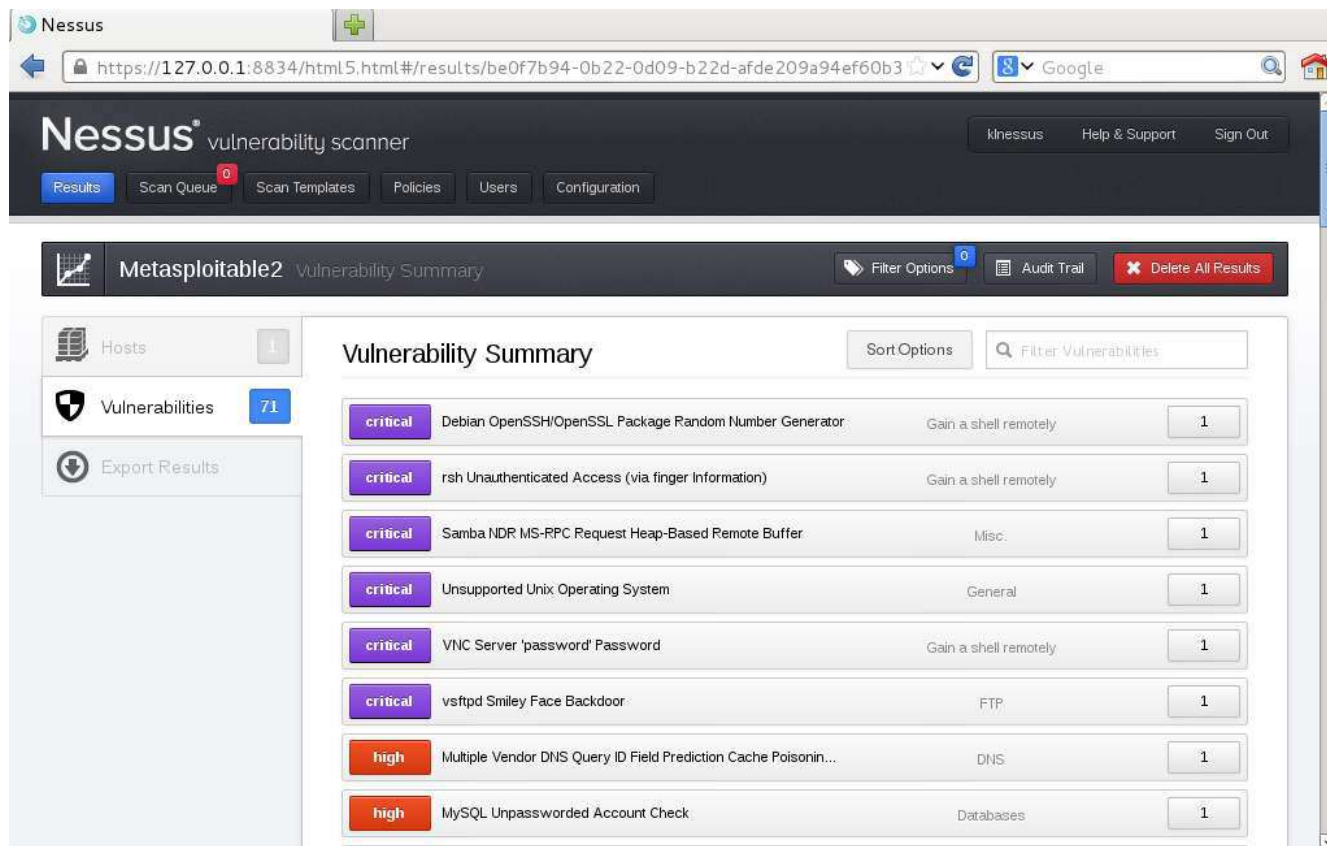 Nessus
https://127.0.0.1:8834/html5.html#/results/be0f7b94-0b22-0d09-b22d-afde209a94ef60b3
8 Google
Nessus® vulnerability scanner
klnessus Help & Support Sign Out
Results Scan Queue 0 Scan Templates Policies Users Configuration
Metasploitable2 Vulnerability Summary
Filter Options 0 Audit Trail Delete All Results
Hosts 1
Vulnerabilities 71
Export Results
Vulnerability Summary
Sort Options Filter Vulnerabilities
critical Debian OpenSSH/OpenSSL Package Random Number Generator Gain a shell remotely 1
critical rsh Unauthenticated Access (via finger Information) Gain a shell remotely 1
critical Samba NDR MS-RPC Request Heap-Based Remote Buffer Misc. 1
critical Unsupported Unix Operating System General 1
critical VNC Server 'password' Password Gain a shell remotely 1
critical vsftpd Smiley Face Backdoor FTP 1
high Multiple Vendor DNS Query ID Field Prediction Cache Poisonin... DNS 1
high MySQL Unpassworded Account Check Databases 1